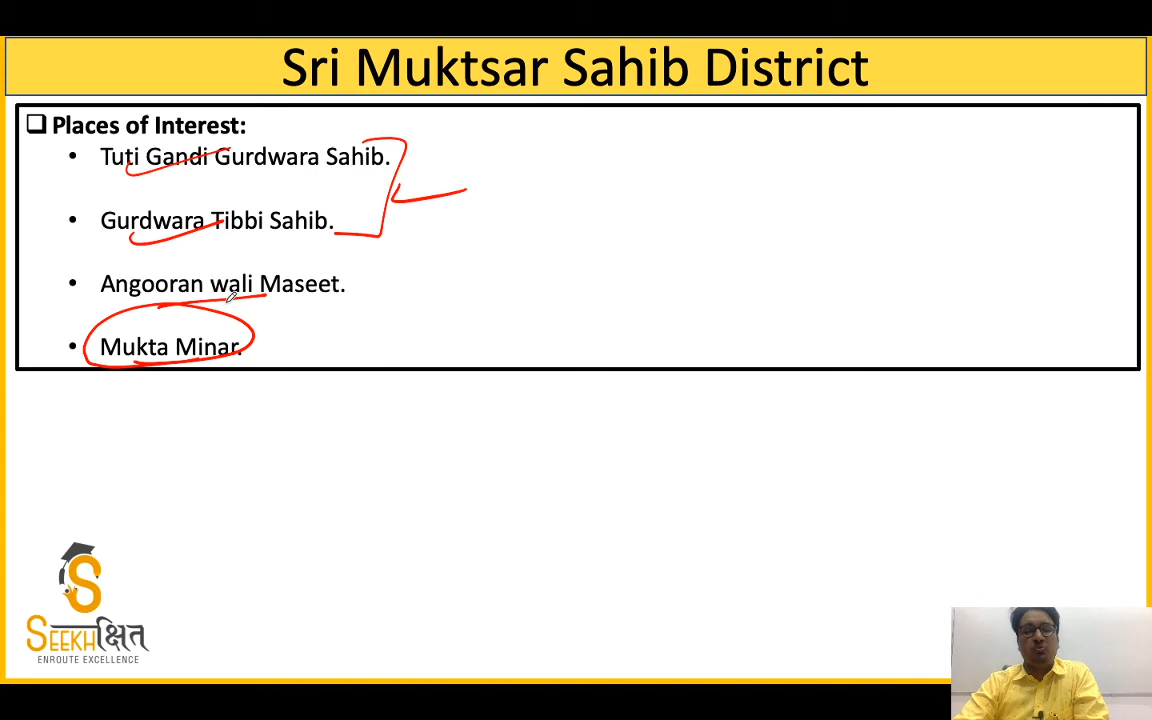 Sri Muktsar Sahib District
❑ Places of Interest:
• Tuti Gandi Gurdwara Sahib.
• Gurdwara Tibbi Sahib.
• Angooran wali Maseet.
• Mukta Minar.
S
SEEKHक्षित
ENROUTE EXCELLENCE